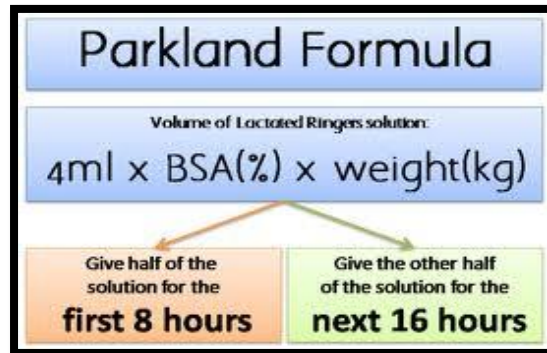 Parkland Formula
Volume of Lactated Ringers solution:
4ml x BSA(%) x weight(kg)
Give half of the
solution for the
first 8 hours
Give the other half
of the solution for the
next 16 hours